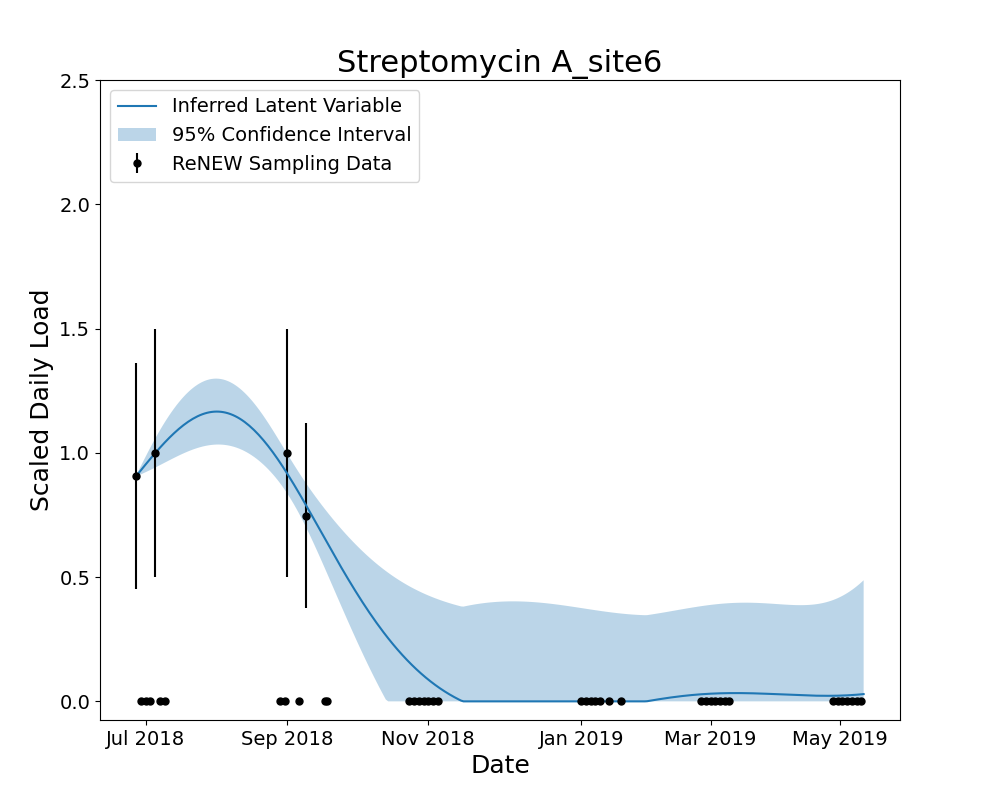 Streptomycin A_site6
Inferred Latent Variable
95% Confidence Interval
ReNEW Sampling Data
Scaled Daily Load
2.5
2.0
1.5
1.0
0.5
0.0
Jul 2018 Sep 2018 Nov 2018 Jan 2019 Mar 2019 May 2019
Date